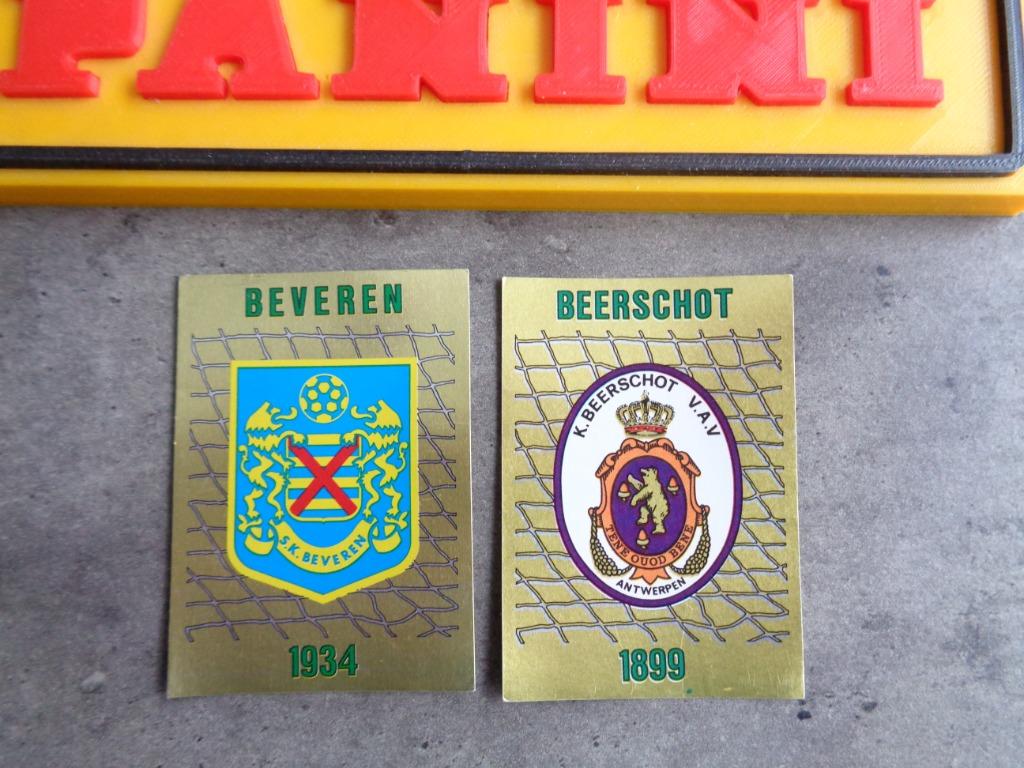 PANINI
BEVEREN
S.K. BEVEREN
1934
BEERSCHOT
K. BEERSCHOT V.A.V
TENE QUOD BENE
ANTWERPEN
1899